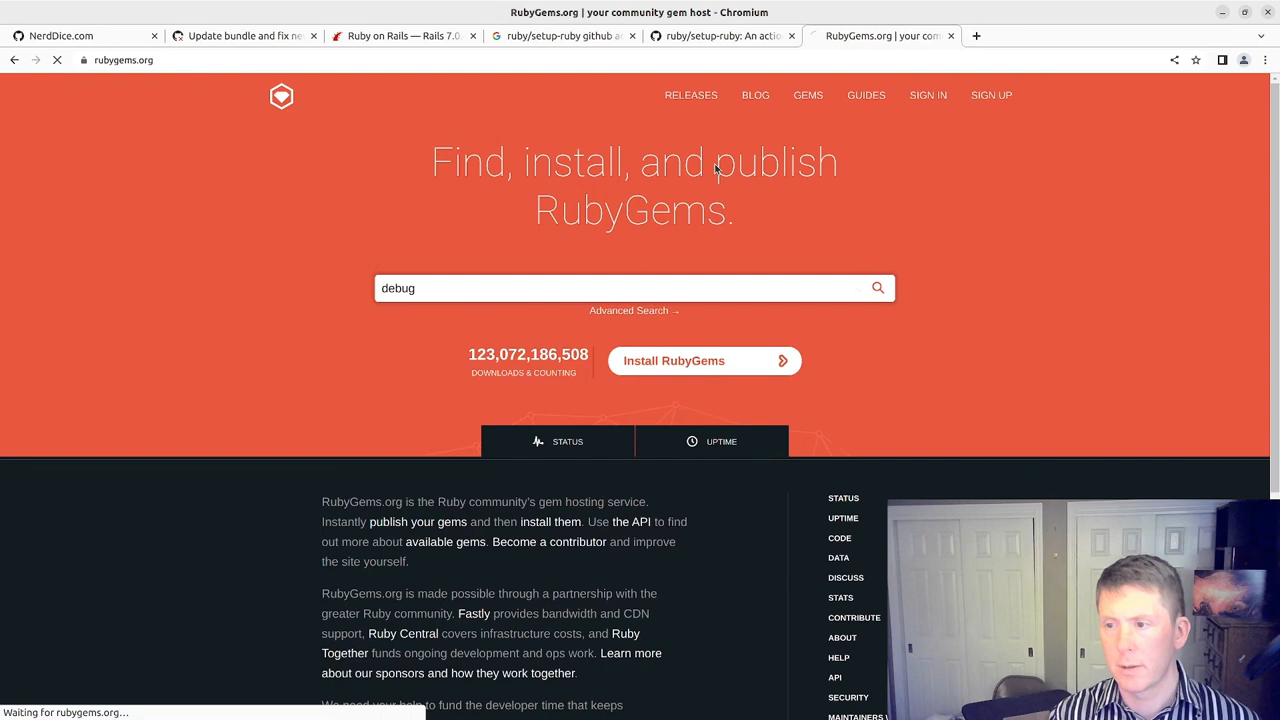 RubyGems.org | your community gem host - Chromium
NerdDice.com
Update bundle and fix ne
Ruby on Rails — Rails 7.0.
ruby/setup-ruby github ac
ruby/setup-ruby: An actio
RubyGems.org | your com
rubygems.org
RELEASES BLOG GEMS GUIDES SIGN IN SIGN UP
Find, install, and publish
RubyGems.
debug
Advanced Search →
123,072,186,508
DOWNLOADS & COUNTING
Install RubyGems
STATUS
UPTIME
RubyGems.org is the Ruby community's gem hosting service.
Instantly publish your gems and then install them. Use the API to find
out more about available gems. Become a contributor and improve
the site yourself.
RubyGems.org is made possible through a partnership with the
greater Ruby community. Fastly provides bandwidth and CDN
support, Ruby Central covers infrastructure costs, and Ruby
Together funds ongoing development and ops work. Learn more
about our sponsors and how they work together.
We need your help to fund the developer time that keeps
STATUS
UPTIME
CODE
DATA
DISCUSS
STATS
CONTRIBUTE
ABOUT
HELP
API
SECURITY
MAINTAINERS
Waiting for rubygems.org...